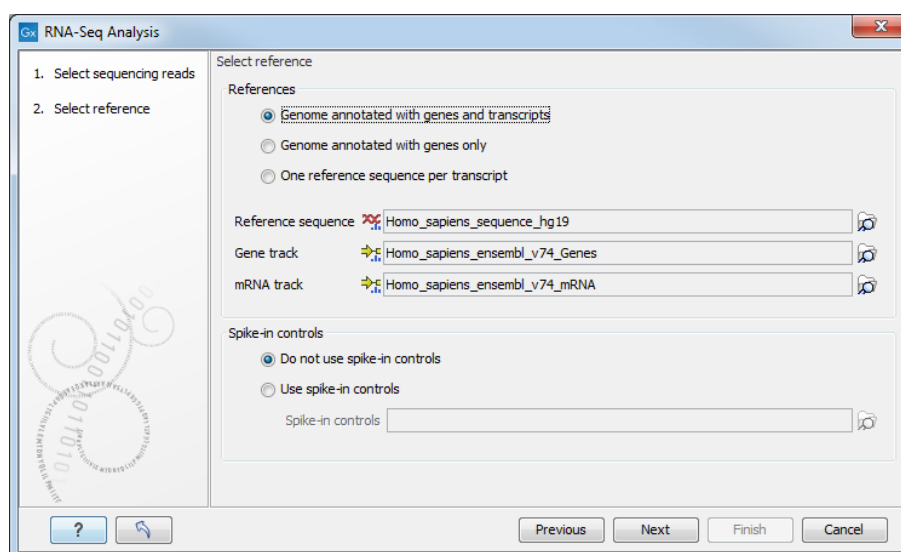 Gx RNA-Seq Analysis
1. Select sequencing reads
2. Select reference
Select reference
References
Genome annotated with genes and transcripts
Genome annotated with genes only
One reference sequence per transcript
Reference sequence Homo_sapiens_sequence_hg19
Gene track Homo_sapiens_ensembl_v74_Genes
mRNA track Homo_sapiens_ensembl_v74_mRNA
Spike-in controls
Do not use spike-in controls
Use spike-in controls
Spike-in controls
? Previous Next Finish Cancel